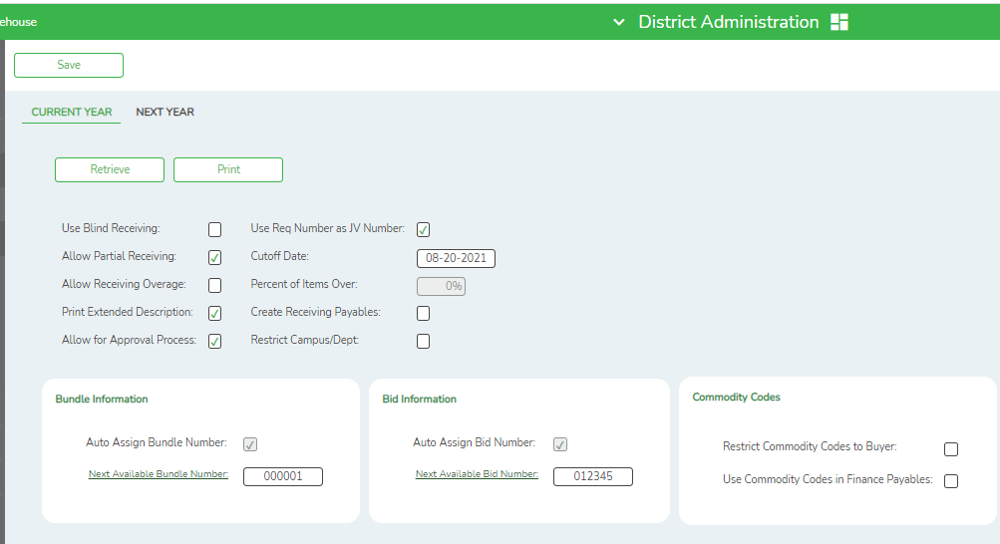 ehouse
District Administration
Save
CURRENT YEAR NEXT YEAR
Retrieve Print
Use Blind Receiving: Use Req Number as JV Number:
Allow Partial Receiving: Cutoff Date: 08-20-2021
Allow Receiving Overage: Percent of Items Over: 0%
Print Extended Description: Create Receiving Payables:
Allow for Approval Process: Restrict Campus/Dept:
Bundle Information
Auto Assign Bundle Number:
Next Available Bundle Number: 000001
Bid Information
Auto Assign Bid Number:
Next Available Bid Number: 012345
Commodity Codes
Restrict Commodity Codes to Buyer:
Use Commodity Codes in Finance Payables: